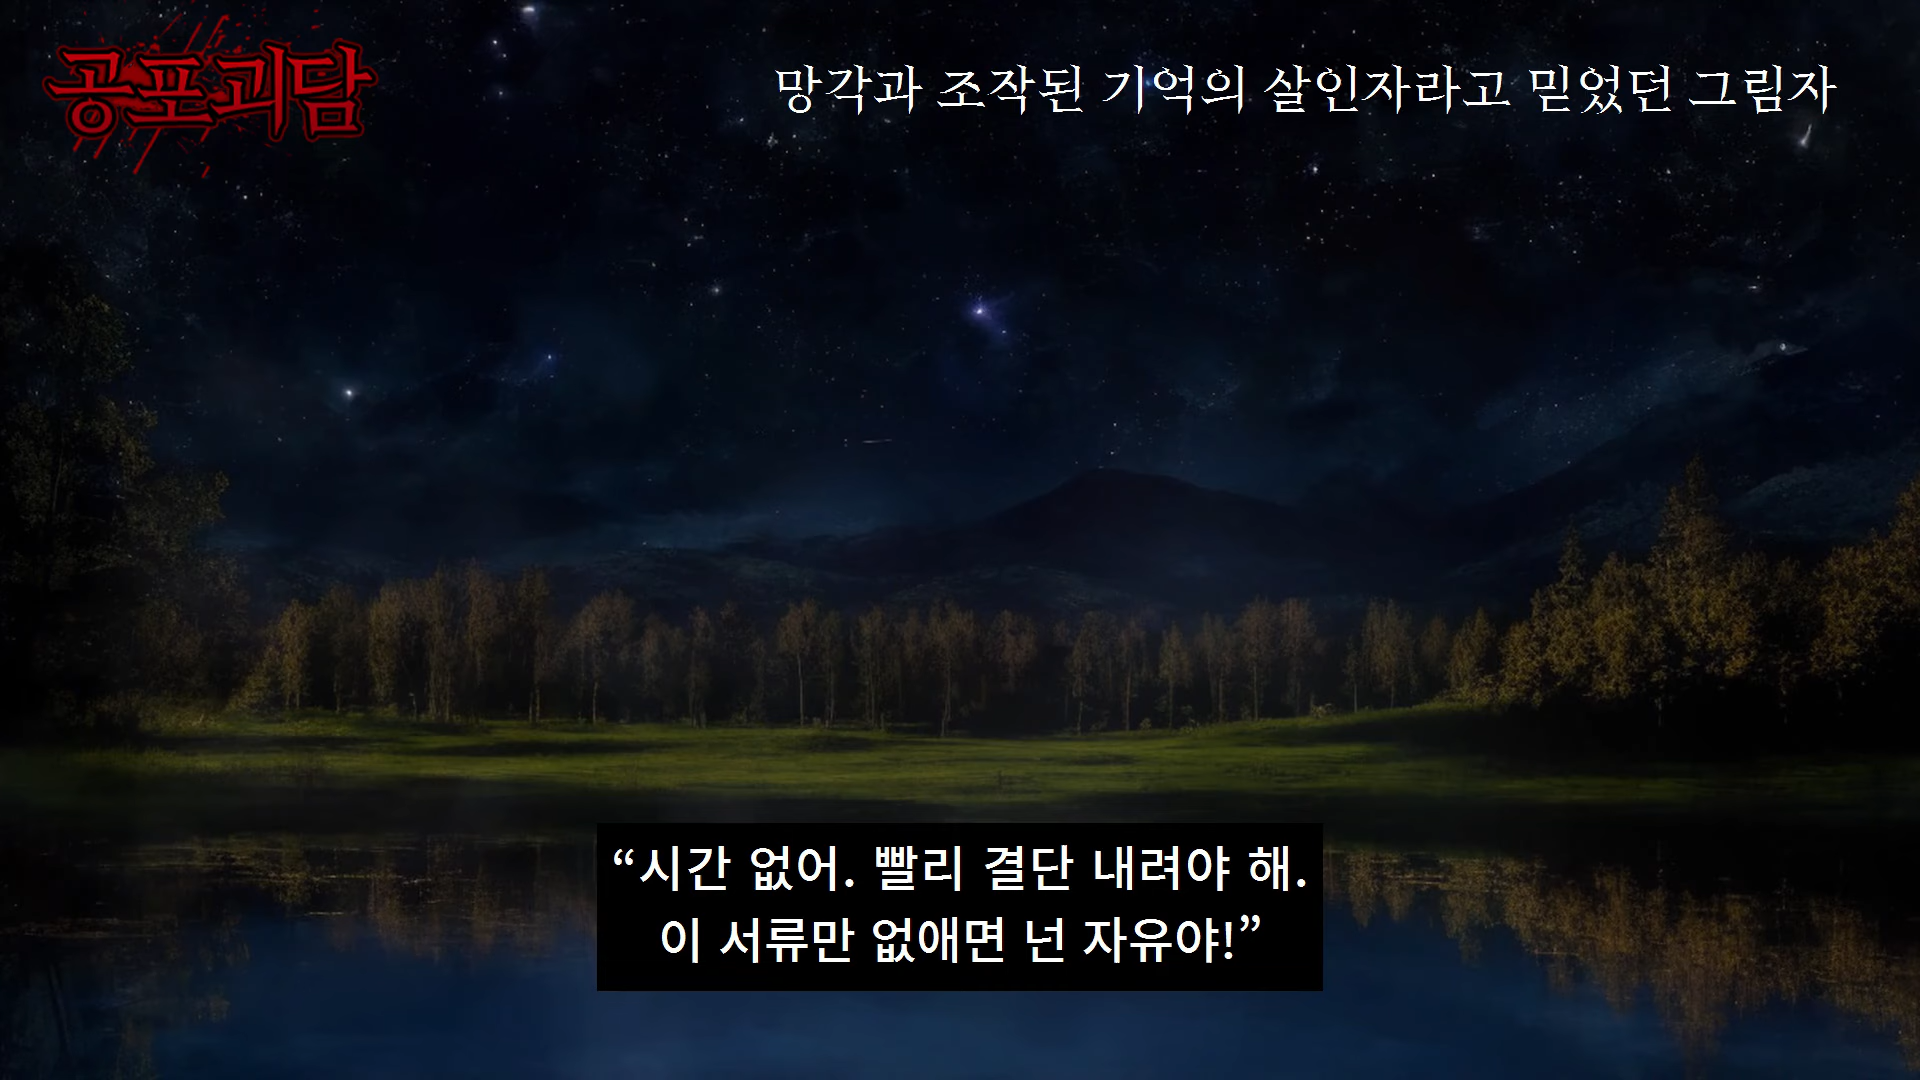 공포괴담
망각과 조작된 기억의 살인자라고 믿었던 그림자
“시간 없어. 빨리 결단 내려야 해.
이 서류만 없애면 넌 자유야!”